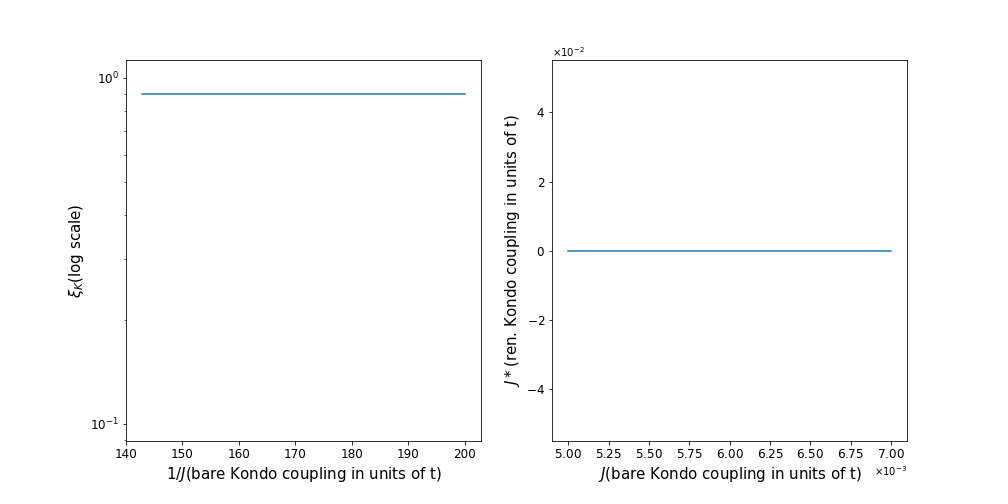 10⁰
10⁻¹
ξ_K(log scale)
140 150 160 170 180 190 200
1/J(bare Kondo coupling in units of t)
×10⁻²
4
2
0
−2
−4
J * (ren. Kondo coupling in units of t)
5.00 5.25 5.50 5.75 6.00 6.25 6.50 6.75 7.00
J(bare Kondo coupling in units of t)
×10⁻³